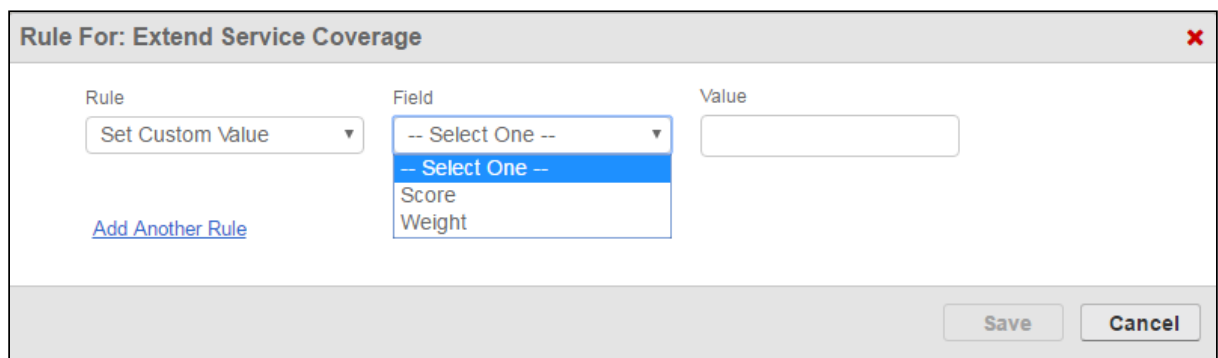 Rule For: Extend Service Coverage
Rule Field Value
Set Custom Value -- Select One --
-- Select One --
Score
Weight
Add Another Rule
Save Cancel